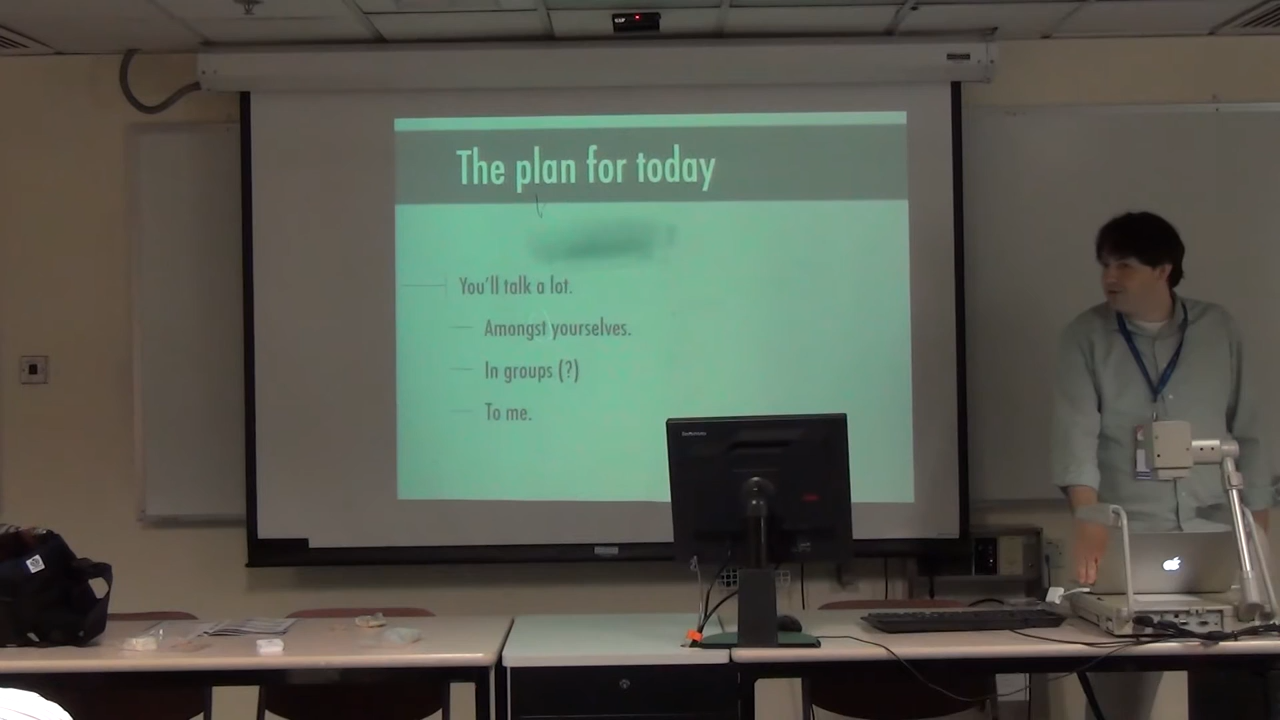 The plan for today
You'll talk a lot.
Amongst yourselves.
In groups (?)
To me.